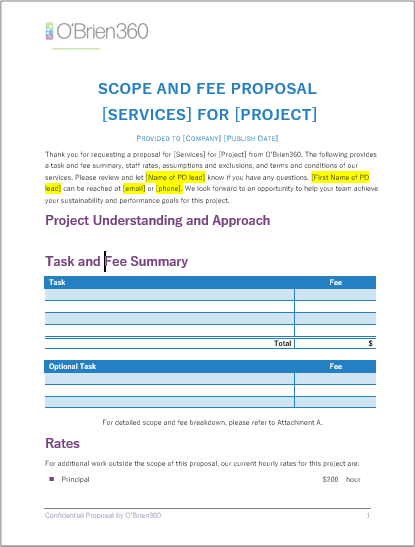 O'Brien360
SCOPE AND FEE PROPOSAL
[SERVICES] FOR [PROJECT]
PROVIDED TO [COMPANY] [PUBLISH DATE]
Thank you for requesting a proposal for [Services] for [Project] from O'Brien360. The following provides
a task and fee summary, staff rates, assumptions and exclusions, and terms and conditions of our
services. Please review and let [Name of PD lead] know if you have any questions. [First Name of PD
lead] can be reached at [email] or [phone]. We look forward to an opportunity to help your team achieve
your sustainability and performance goals for this project.
Project Understanding and Approach
Task and Fee Summary
Task Fee
Total $
Optional Task Fee
For detailed scope and fee breakdown, please refer to Attachment A.
Rates
For additional work outside the scope of this proposal, our current hourly rates for this project are:
Principal $200 hour
Confidential Proposal by O'Brien360 1